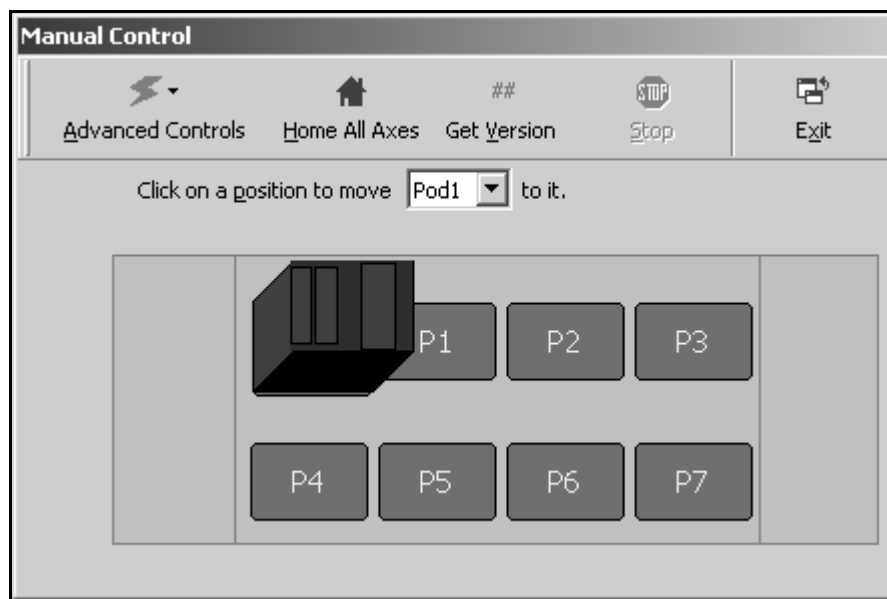 Manual Control
Advanced Controls
Home All Axes
##
Get Version
STOP
Stop
Exit
Click on a position to move Pod1 to it.
P1
P2
P3
P4
P5
P6
P7